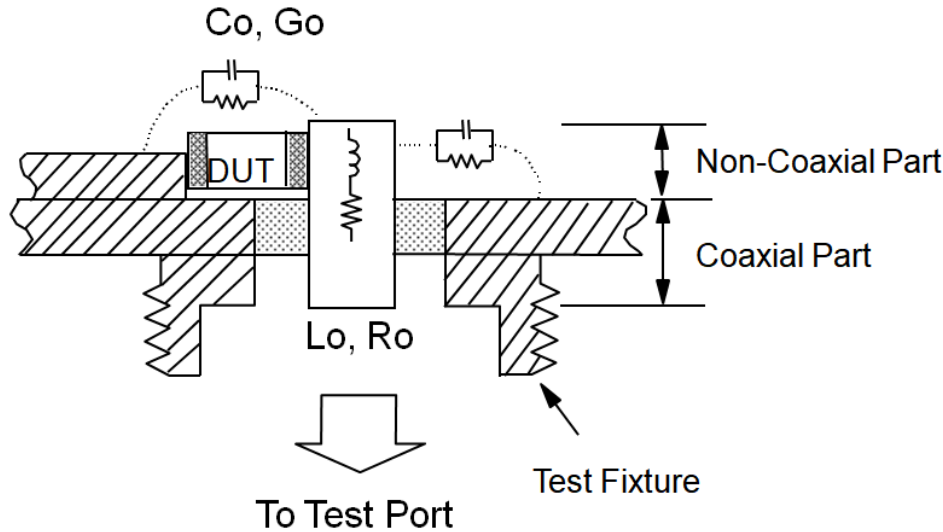 Co, Go
DUT
Non-Coaxial Part
Coaxial Part
Lo, Ro
Test Fixture
To Test Port